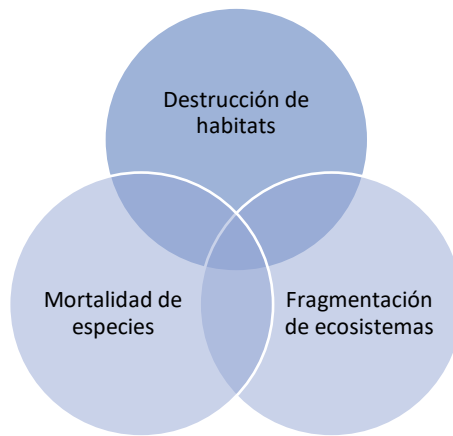 Destrucción de
habitats
Mortalidad de
especies
Fragmentación
de ecosistemas